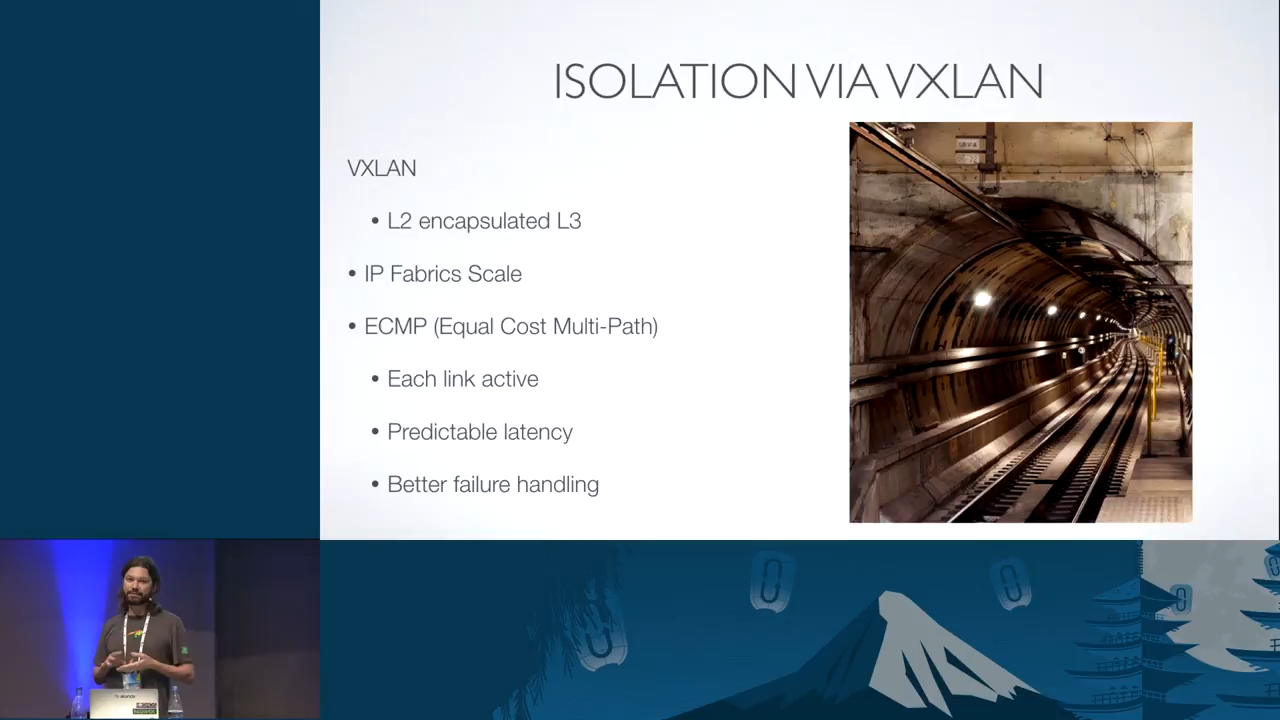 ISOLATION VIA VXLAN
VXLAN
• L2 encapsulated L3
• IP Fabrics Scale
• ECMP (Equal Cost Multi-Path)
• Each link active
• Predictable latency
• Better failure handling